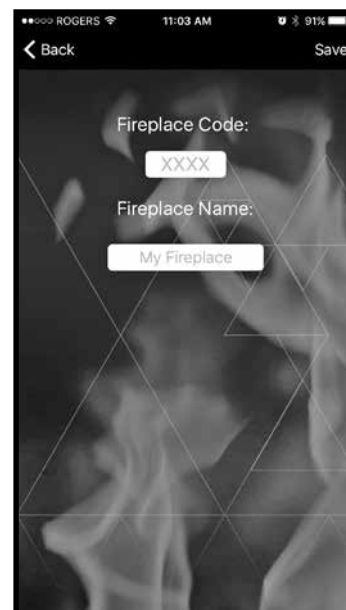 ROGERS 11:03 AM 91%
Back Save
Fireplace Code:
XXXX
Fireplace Name:
My Fireplace